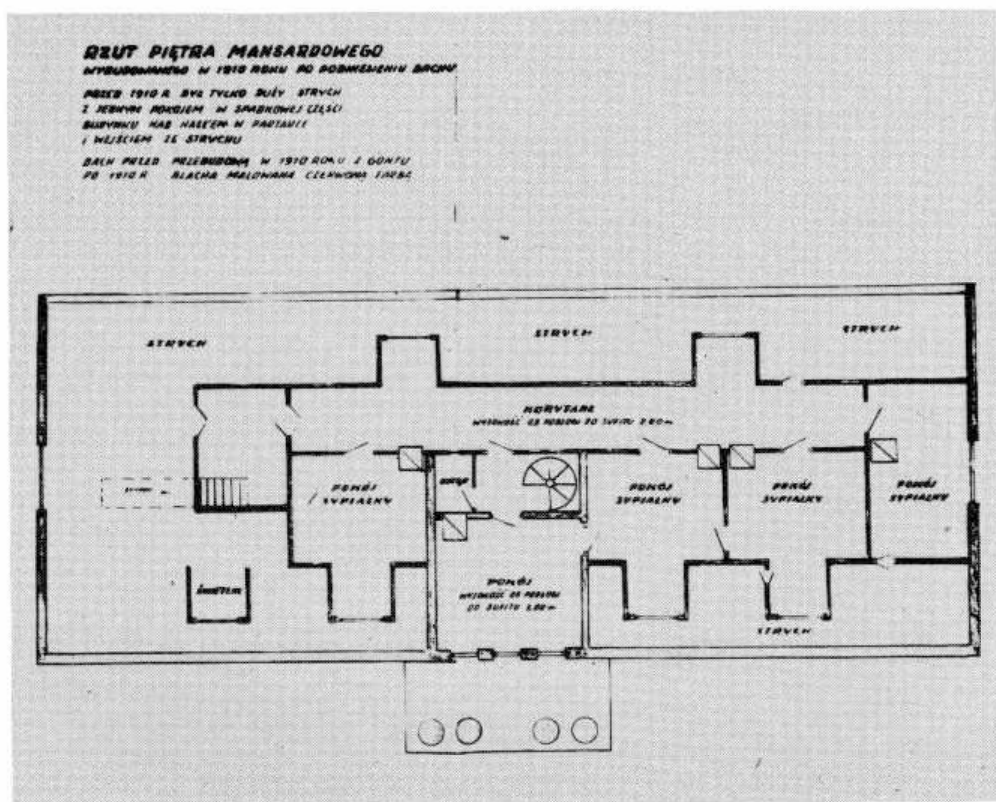 RZUT PIĘTRA MANSARDOWEGO
WYBUDOWANEGO W 1910 ROKU PO PODNIESIENIU DACHU
PRZED 1910 R. BYŁ TYLKO DUŻY STRYCH
Z JEDNYM POKOJEM W SPADKOWEJ CZĘŚCI
BUDYNKU NAD W PARTERZE
I WEJŚCIEM ZE STRYCHU
DACH PRZED PRZEBUDOWĄ W 1910 ROKU Z GONTU
PO 1910 R BLACHA MALOWANA CZERWONĄ FARBĄ
STRYCH
STRYCH
STRYCH
KORYTARZ
WYSOKOŚĆ OD PODŁOGI DO SUFITU 2.80 m
POKÓJ
SYPIALNY
POKÓJ
SYPIALNY
POKÓJ
SYPIALNY
POKÓJ
SYPIALNY
POKÓJ
WYSOKOŚĆ OD PODŁOGI
DO SUFITU 2,80 m
STRYCH